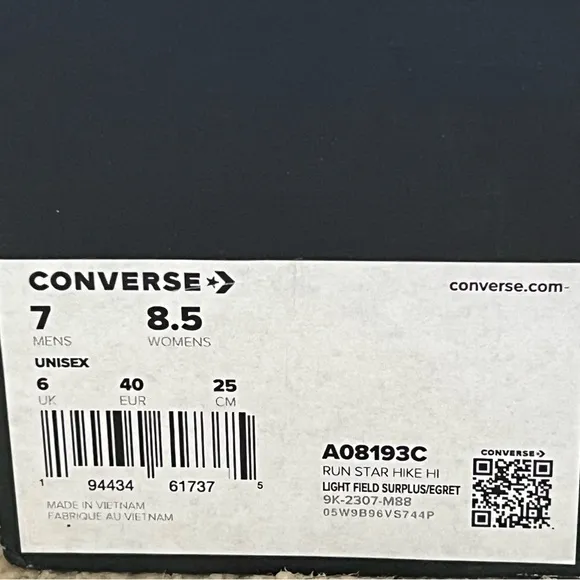 CONVERSE
converse.com-
7 8.5
MENS WOMENS
UNISEX
6 40 25
UK EUR CM
1 94434 61737 5
MADE IN VIETNAM
FABRIQUE AU VIETNAM
A08193C
RUN STAR HIKE HI
LIGHT FIELD SURPLUS/EGRET
9K-2307-M88
05W9B96VS744P
CONVERSE